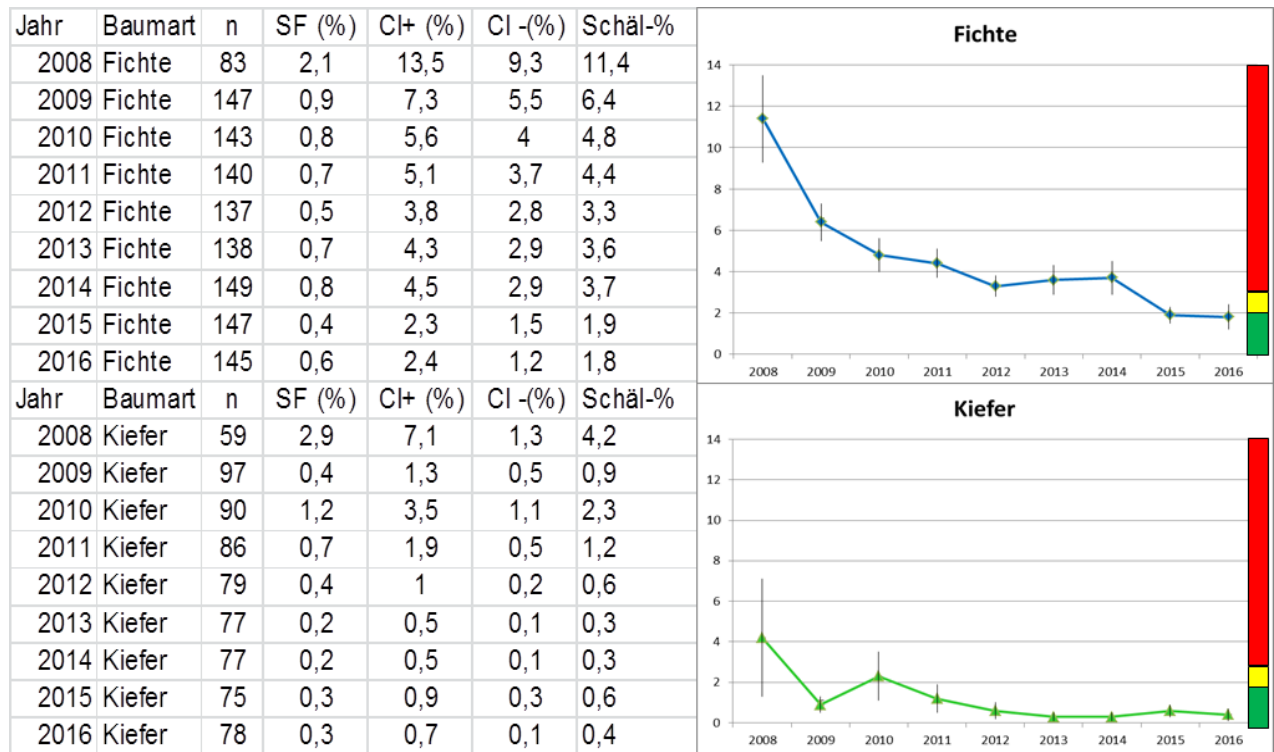 Jahr Baumart n SF (%) CI+ (%) CI -(%) Schäl-%
2008 Fichte 83 2,1 13,5 9,3 11,4
2009 Fichte 147 0,9 7,3 5,5 6,4
2010 Fichte 143 0,8 5,6 4 4,8
2011 Fichte 140 0,7 5,1 3,7 4,4
2012 Fichte 137 0,5 3,8 2,8 3,3
2013 Fichte 138 0,7 4,3 2,9 3,6
2014 Fichte 149 0,8 4,5 2,9 3,7
2015 Fichte 147 0,4 2,3 1,5 1,9
2016 Fichte 145 0,6 2,4 1,2 1,8
Jahr Baumart n SF (%) CI+ (%) CI -(%) Schäl-%
2008 Kiefer 59 2,9 7,1 1,3 4,2
2009 Kiefer 97 0,4 1,3 0,5 0,9
2010 Kiefer 90 1,2 3,5 1,1 2,3
2011 Kiefer 86 0,7 1,9 0,5 1,2
2012 Kiefer 79 0,4 1 0,2 0,6
2013 Kiefer 77 0,2 0,5 0,1 0,3
2014 Kiefer 77 0,2 0,5 0,1 0,3
2015 Kiefer 75 0,3 0,9 0,3 0,6
2016 Kiefer 78 0,3 0,7 0,1 0,4
Fichte
14
12
10
8
6
4
2
0
2008 2009 2010 2011 2012 2013 2014 2015 2016
Kiefer
14
12
10
8
6
4
2
0
2008 2009 2010 2011 2012 2013 2014 2015 2016